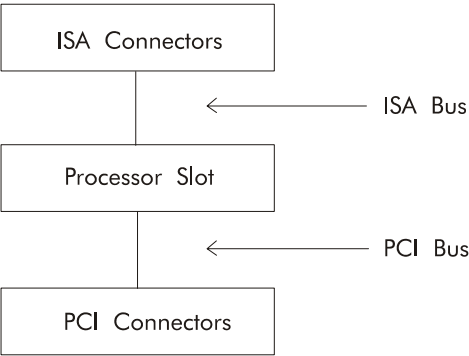 ISA Connectors
ISA Bus
Processor Slot
PCI Bus
PCI Connectors